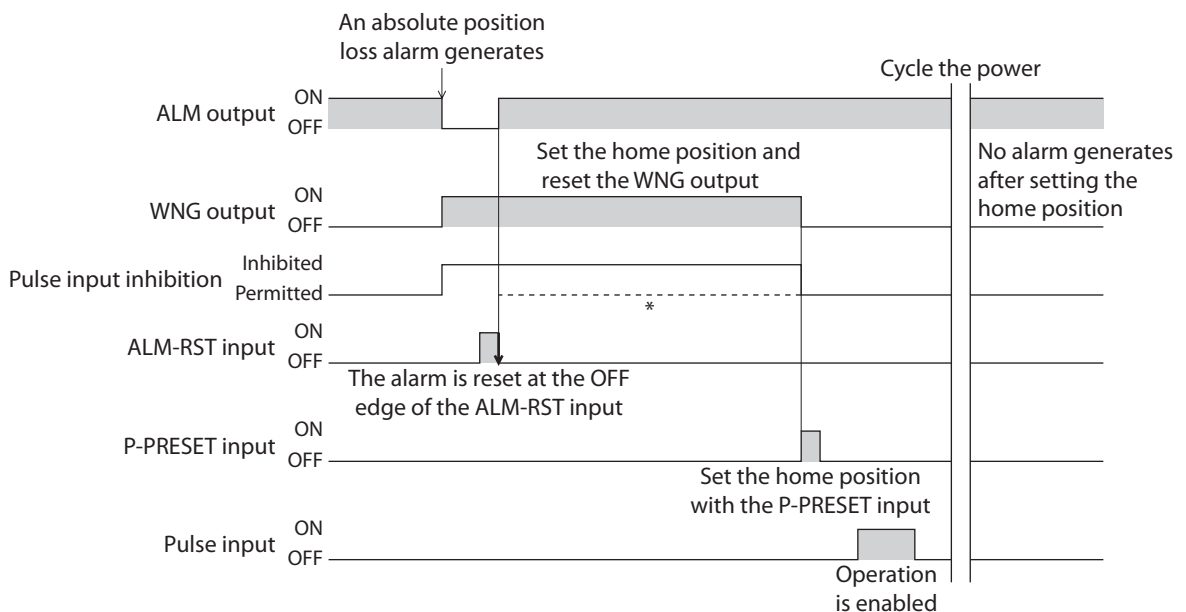 An absolute position
loss alarm generates
Cycle the power
ALM output
ON
OFF
Set the home position and
reset the WNG output
No alarm generates
after setting the
home position
WNG output
ON
OFF
Pulse input inhibition
Inhibited
Permitted
*
ALM-RST input
ON
OFF
The alarm is reset at the OFF
edge of the ALM-RST input
P-PRESET input
ON
OFF
Set the home position
with the P-PRESET input
Pulse input
ON
OFF
Operation
is enabled